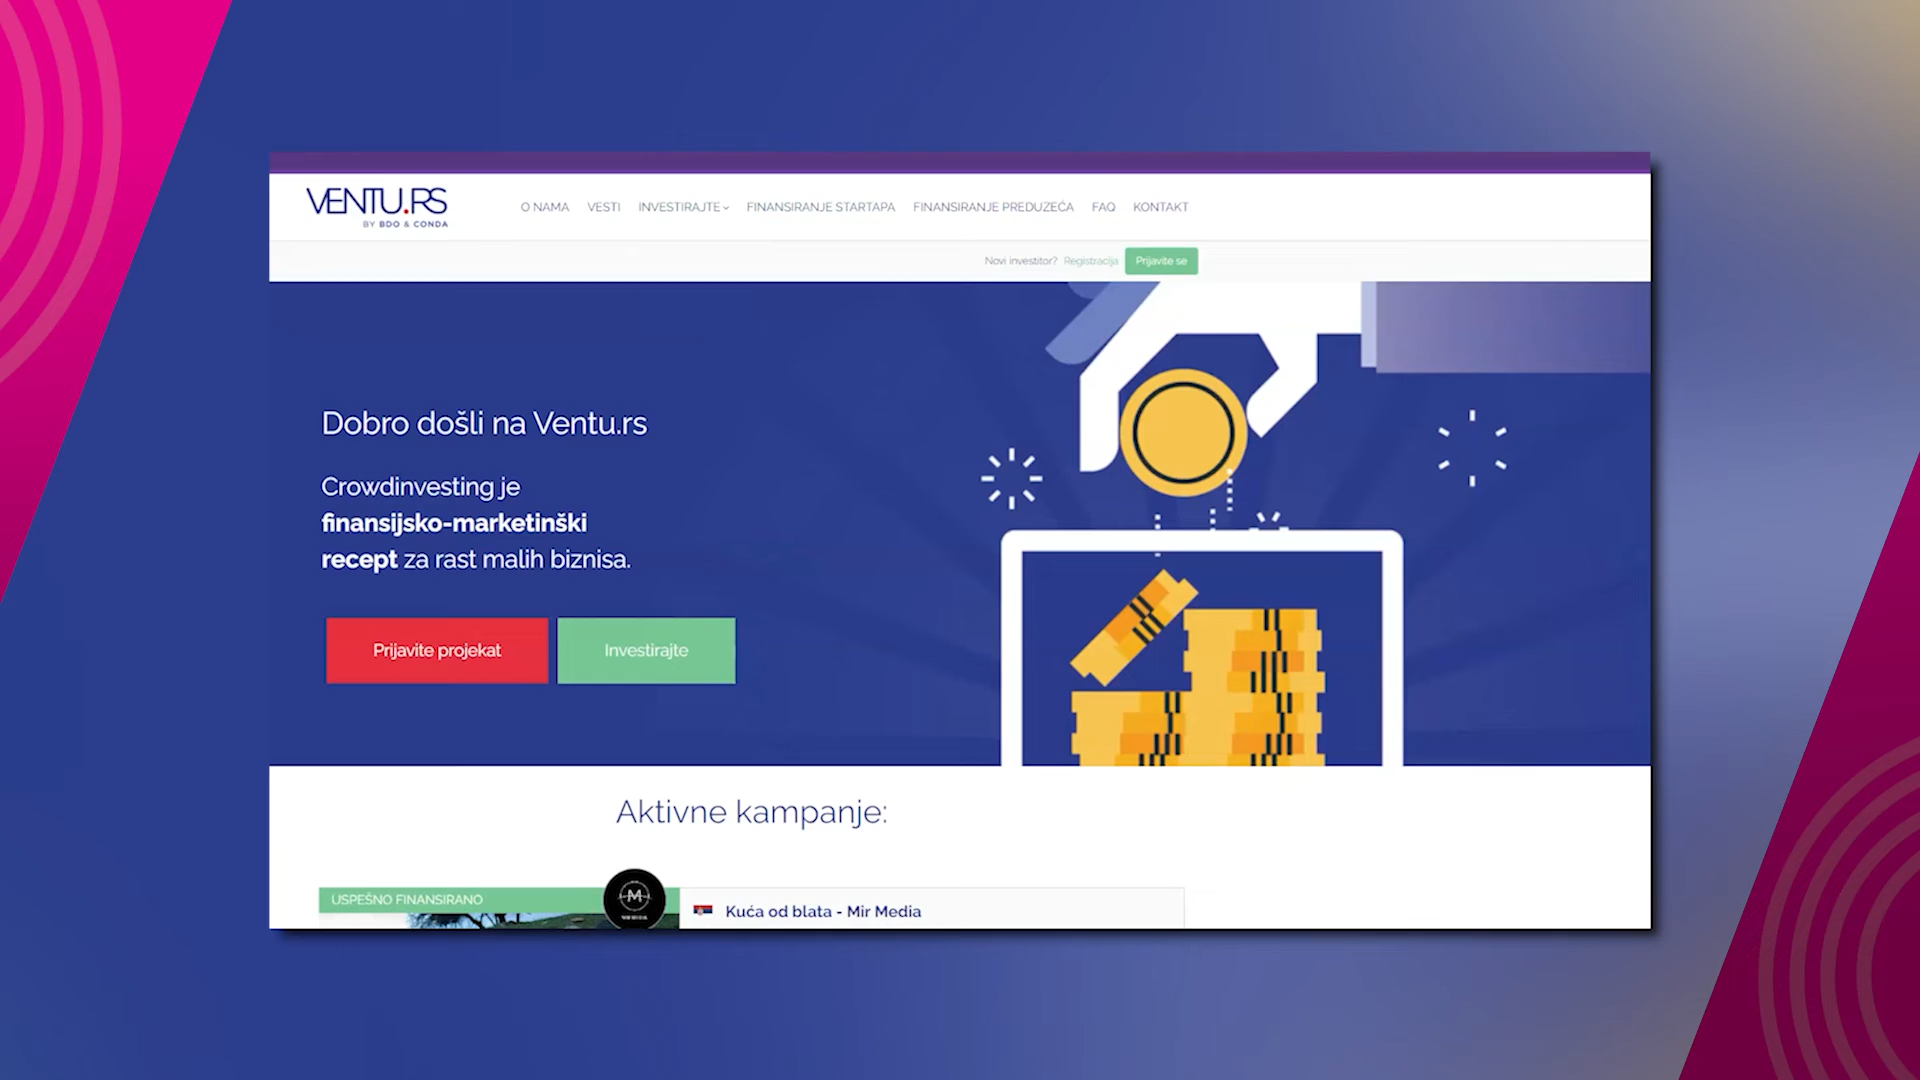 VENTU.RS
BY BDO & CONDA
O NAMA VESTI INVESTIRAJTE FINANSIRANJE STARTAPA FINANSIRANJE PREDUZEĆA FAQ KONTAKT
Novi investitor? Registracija Prijavite se
Dobro došli na Ventu.rs
Crowdinvesting je
finansijsko-marketinški
recept za rast malih biznisa.
Prijavite projekat Investirajte
Aktivne kampanje:
USPEŠNO FINANSIRANO
M
MIR MEDIA
Kuća od blata - Mir Media